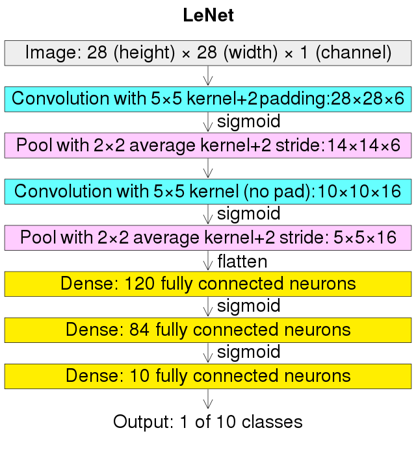 LeNet
Image: 28 (height) × 28 (width) × 1 (channel)
Convolution with 5×5 kernel+2padding:28×28×6
sigmoid
Pool with 2×2 average kernel+2 stride:14×14×6
Convolution with 5×5 kernel (no pad):10×10×16
sigmoid
Pool with 2×2 average kernel+2 stride: 5×5×16
flatten
Dense: 120 fully connected neurons
sigmoid
Dense: 84 fully connected neurons
sigmoid
Dense: 10 fully connected neurons
Output: 1 of 10 classes